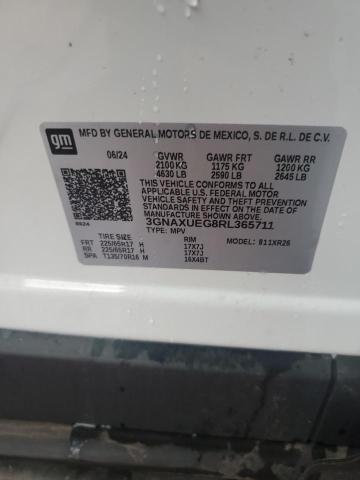 gm
MFD BY GENERAL MOTORS DE MEXICO, S. DE R.L. DE C.V.
06/24 GVWR GAWR FRT GAWR RR
2100 KG 1175 KG 1200 KG
4630 LB 2590 LB 2645 LB
THIS VEHICLE CONFORMS TO ALL APPLICABLE U.S. FEDERAL MOTOR VEHICLE SAFETY AND THEFT PREVENTION STANDARDS IN EFFECT ON THE DATE OF MANUFACTURE SHOWN ABOVE.
3GNAXUEG8RL365711
TYPE: MPV
TIRE SIZE RIM MODEL: 811XR26
FRT 225/65R17 H 17X7J
RR 225/65R17 H 17X7J
SPA T135/70R16 M 16X4BT